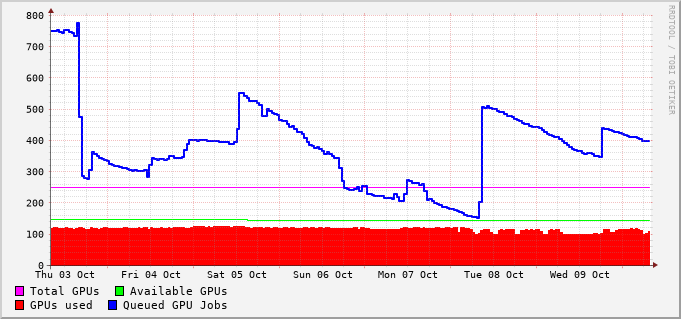 800
700
600
500
400
300
200
100
0
Thu 03 Oct Fri 04 Oct Sat 05 Oct Sun 06 Oct Mon 07 Oct Tue 08 Oct Wed 09 Oct
Total GPUs Available GPUs
GPUs used Queued GPU Jobs
RRDTOOL / TOBI OETIKER